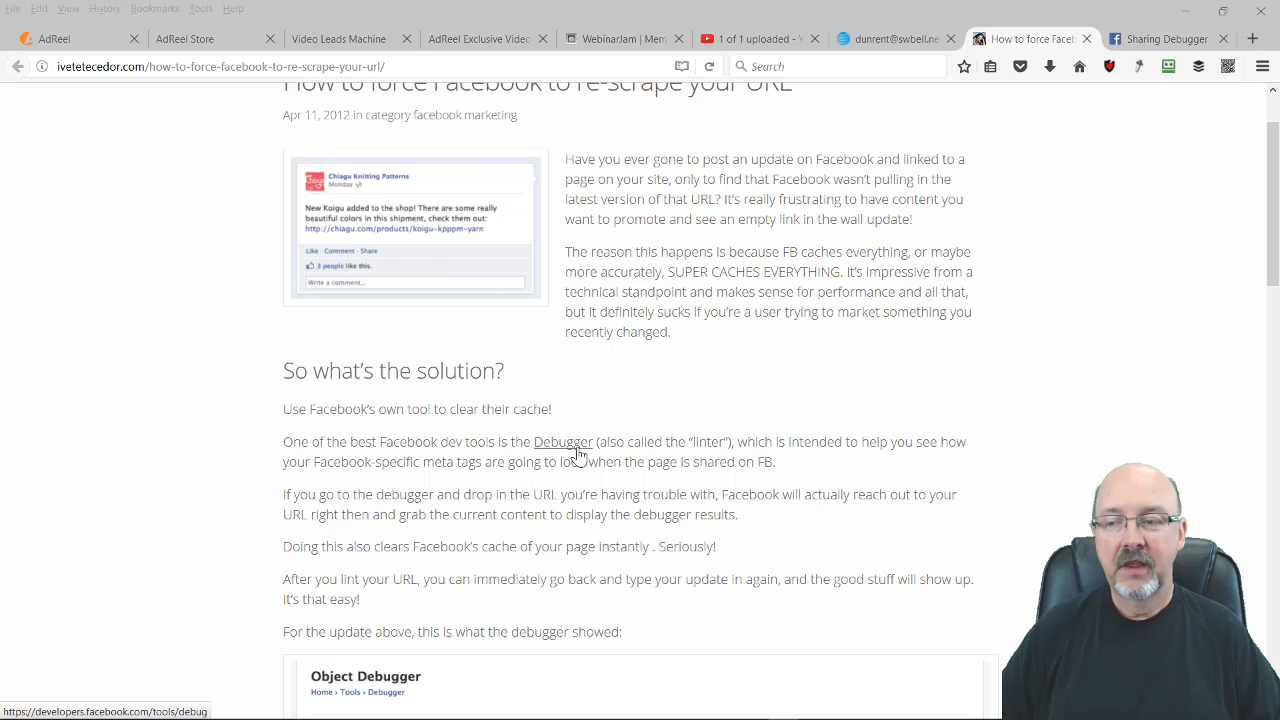 File Edit View History Bookmarks Tools Help
AdReel
AdReel Store
Video Leads Machine
AdReel Exclusive Video
WebinarJam | Mem
1 of 1 uploaded - Y
dunrent@swbell.ne
How to force Faceb
Sharing Debugger
ivetetecedor.com/how-to-force-facebook-to-re-scrape-your-url/
Search
How to force Facebook to re-scrape your URL
Apr 11, 2012 in category facebook marketing
Chiagu Knitting Patterns
Monday
New Koigu added to the shop! There are some really
beautiful colors in this shipment, check them out:
http://chiagu.com/products/koigu-kpppm-yarn
Like · Comment · Share
3 people like this.
Write a comment...
Have you ever gone to post an update on Facebook and linked to a
page on your site, only to find that Facebook wasn't pulling in the
latest version of that URL? It's really frustrating to have content you
want to promote and see an empty link in the wall update!
The reason this happens is because FB caches everything, or maybe
more accurately, SUPER CACHES EVERYTHING. It's impressive from a
technical standpoint and makes sense for performance and all that,
but it definitely sucks if you're a user trying to market something you
recently changed.
So what's the solution?
Use Facebook's own tool to clear their cache!
One of the best Facebook dev tools is the Debugger (also called the “linter”), which is intended to help you see how
your Facebook-specific meta tags are going to look when the page is shared on FB.
If you go to the debugger and drop in the URL you're having trouble with, Facebook will actually reach out to your
URL right then and grab the current content to display the debugger results.
Doing this also clears Facebook's cache of your page instantly . Seriously!
After you lint your URL, you can immediately go back and type your update in again, and the good stuff will show up.
It's that easy!
For the update above, this is what the debugger showed:
Object Debugger
Home › Tools › Debugger
https://developers.facebook.com/tools/debug